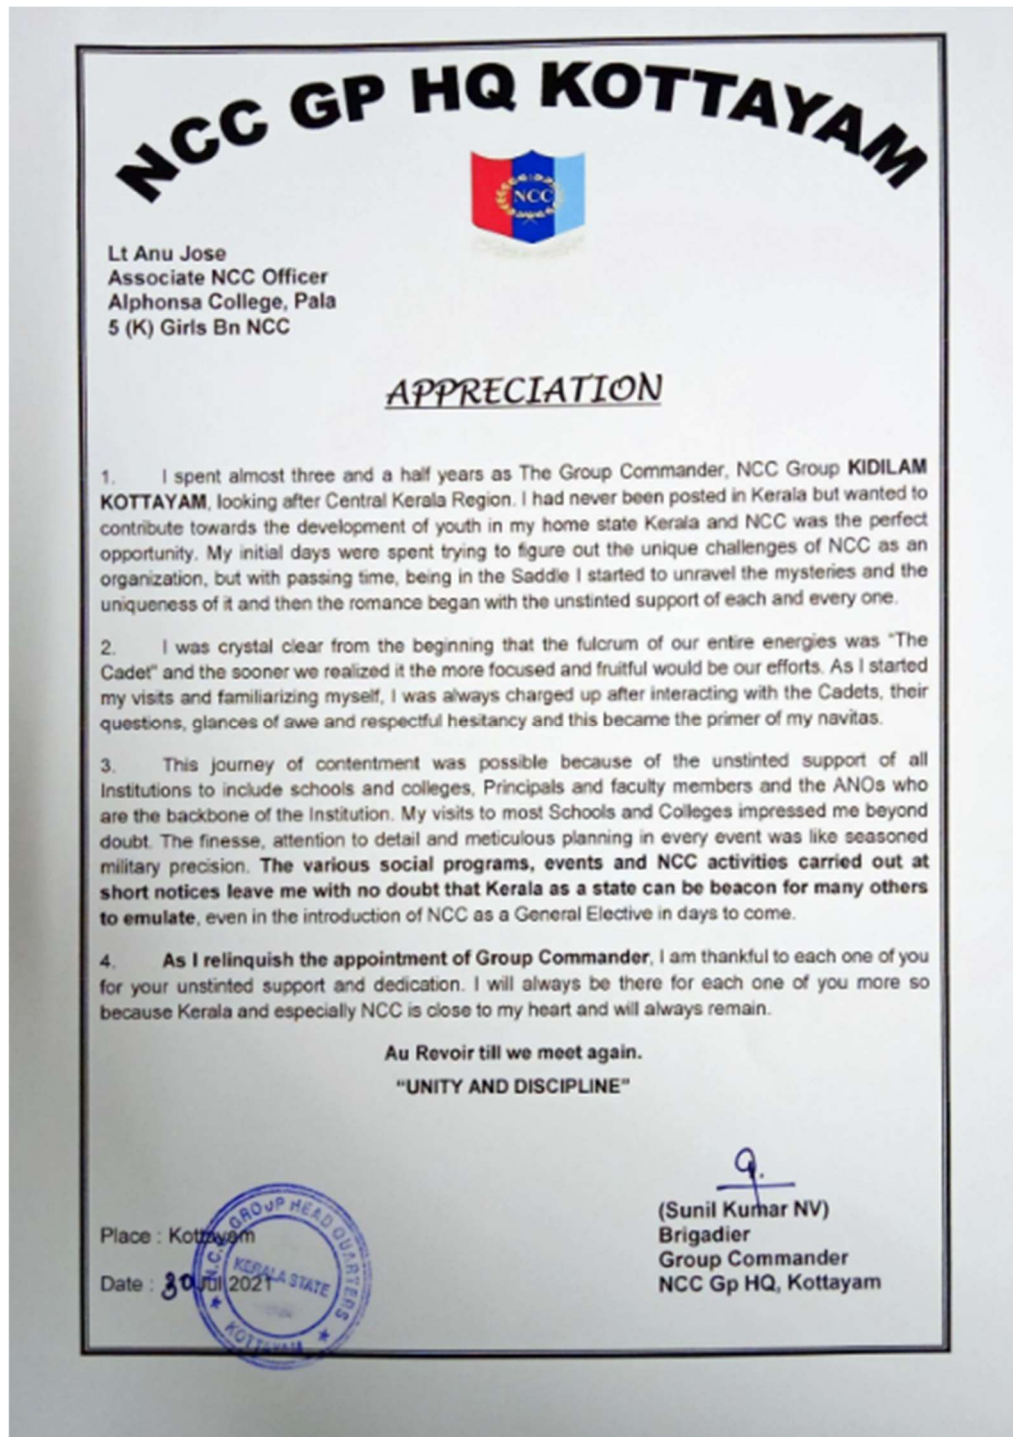 NCC GP HQ KOTTAYAM
NCC
Lt Anu Jose
Associate NCC Officer
Alphonsa College, Pala
5 (K) Girls Bn NCC
APPRECIATION
1. I spent almost three and a half years as The Group Commander, NCC Group KIDILAM
KOTTAYAM, looking after Central Kerala Region. I had never been posted in Kerala but wanted to
contribute towards the development of youth in my home state Kerala and NCC was the perfect
opportunity. My initial days were spent trying to figure out the unique challenges of NCC as an
organization, but with passing time, being in the Saddle I started to unravel the mysteries and the
uniqueness of it and then the romance began with the unstinted support of each and every one.
2. I was crystal clear from the beginning that the fulcrum of our entire energies was "The
Cadet" and the sooner we realized it the more focused and fruitful would be our efforts. As I started
my visits and familiarizing myself, I was always charged up after interacting with the Cadets, their
questions, glances of awe and respectful hesitancy and this became the primer of my navitas.
3. This journey of contentment was possible because of the unstinted support of all
Institutions to include schools and colleges, Principals and faculty members and the ANOs who
are the backbone of the Institution. My visits to most Schools and Colleges impressed me beyond
doubt. The finesse, attention to detail and meticulous planning in every event was like seasoned
military precision. The various social programs, events and NCC activities carried out at
short notices leave me with no doubt that Kerala as a state can be beacon for many others
to emulate, even in the introduction of NCC as a General Elective in days to come.
4. As I relinquish the appointment of Group Commander, I am thankful to each one of you
for your unstinted support and dedication. I will always be there for each one of you more so
because Kerala and especially NCC is close to my heart and will always remain.
Au Revoir till we meet again.
"UNITY AND DISCIPLINE"
(Sunil Kumar NV)
Brigadier
Group Commander
NCC Gp HQ, Kottayam
Place : Kottayam
Date : 30 Jul 2021
N.C.C. GROUP HEAD QUARTERS
KERALA STATE
KOTTAYAM